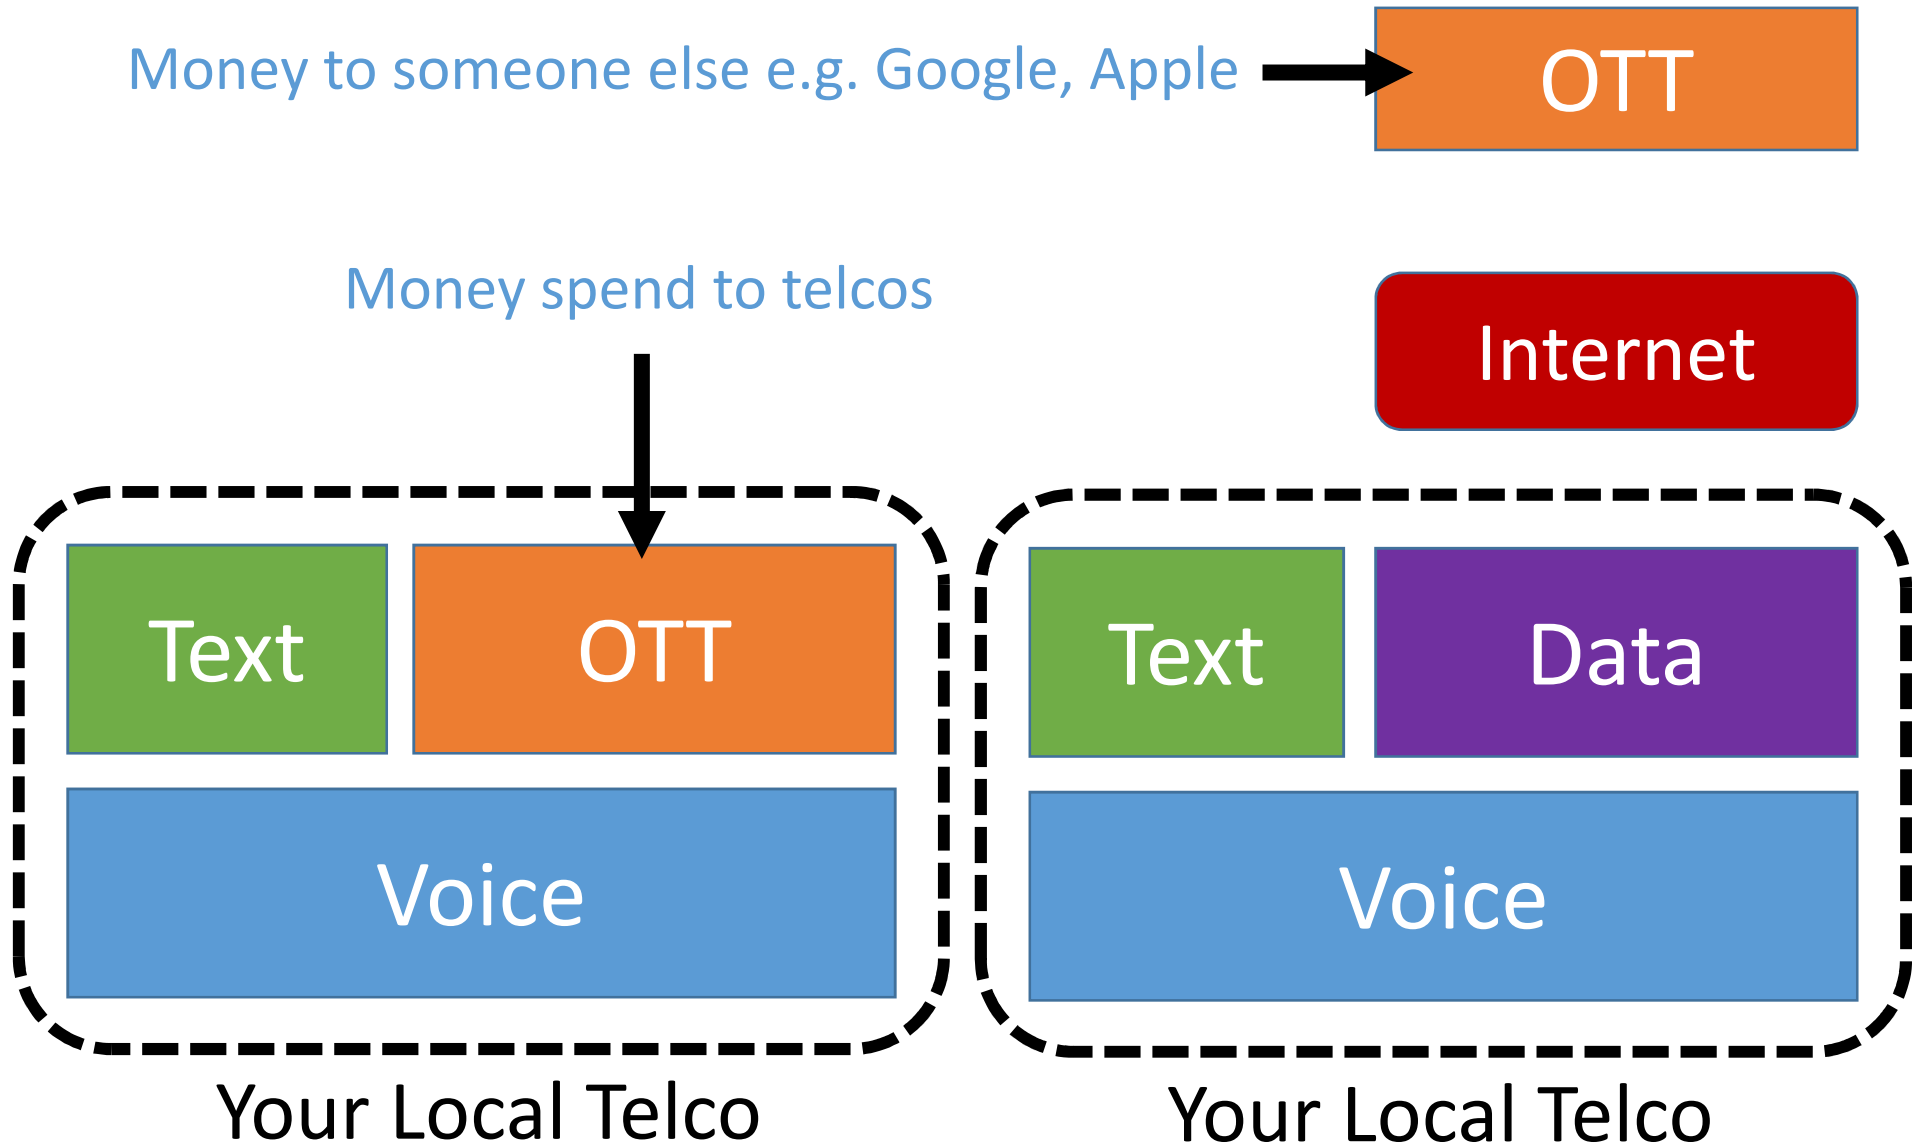 Money to someone else e.g. Google, Apple
OTT
Money spend to telcos
Internet
Text
OTT
Voice
Your Local Telco
Text
Data
Voice
Your Local Telco